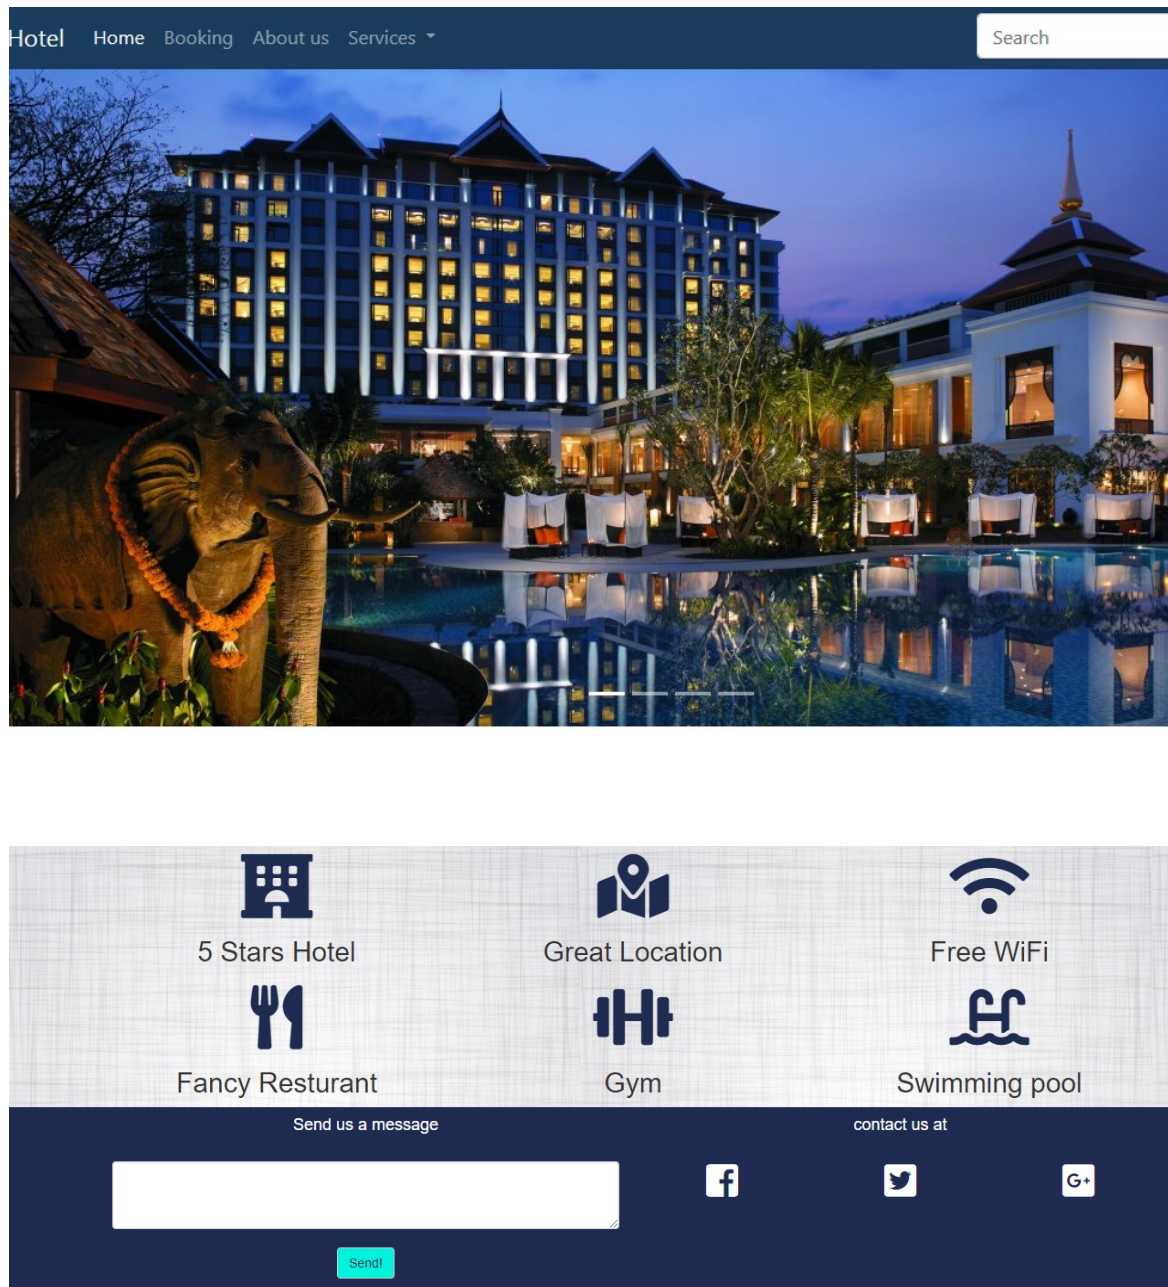 Hotel Home Booking About us Services Search
5 Stars Hotel Great Location Free WiFi
Fancy Resturant Gym Swimming pool
Send us a message contact us at
G+
Send!